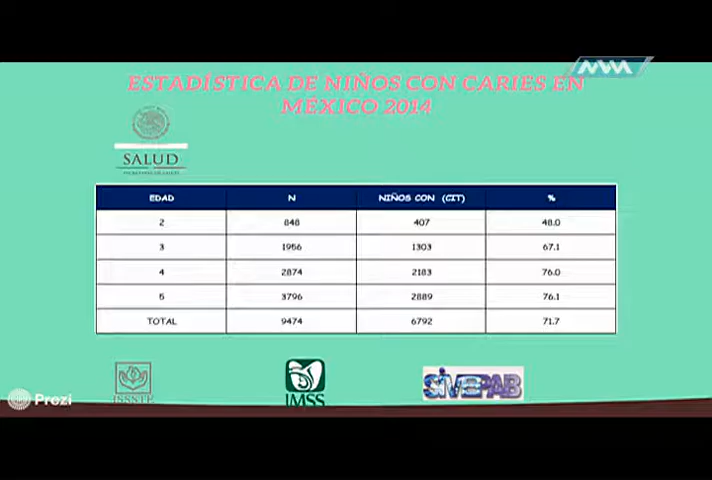 ESTADÍSTICA DE NIÑOS CON CARIES EN
MÉXICO 2014
SALUD
EDAD N NIÑOS CON (CIT) %
2 848 407 48.0
3 1956 1303 67.1
4 2874 2183 76.0
5 3796 2889 76.1
TOTAL 9474 6792 71.7
ISSSTE
IMSS
SIVEPAB
Prezi